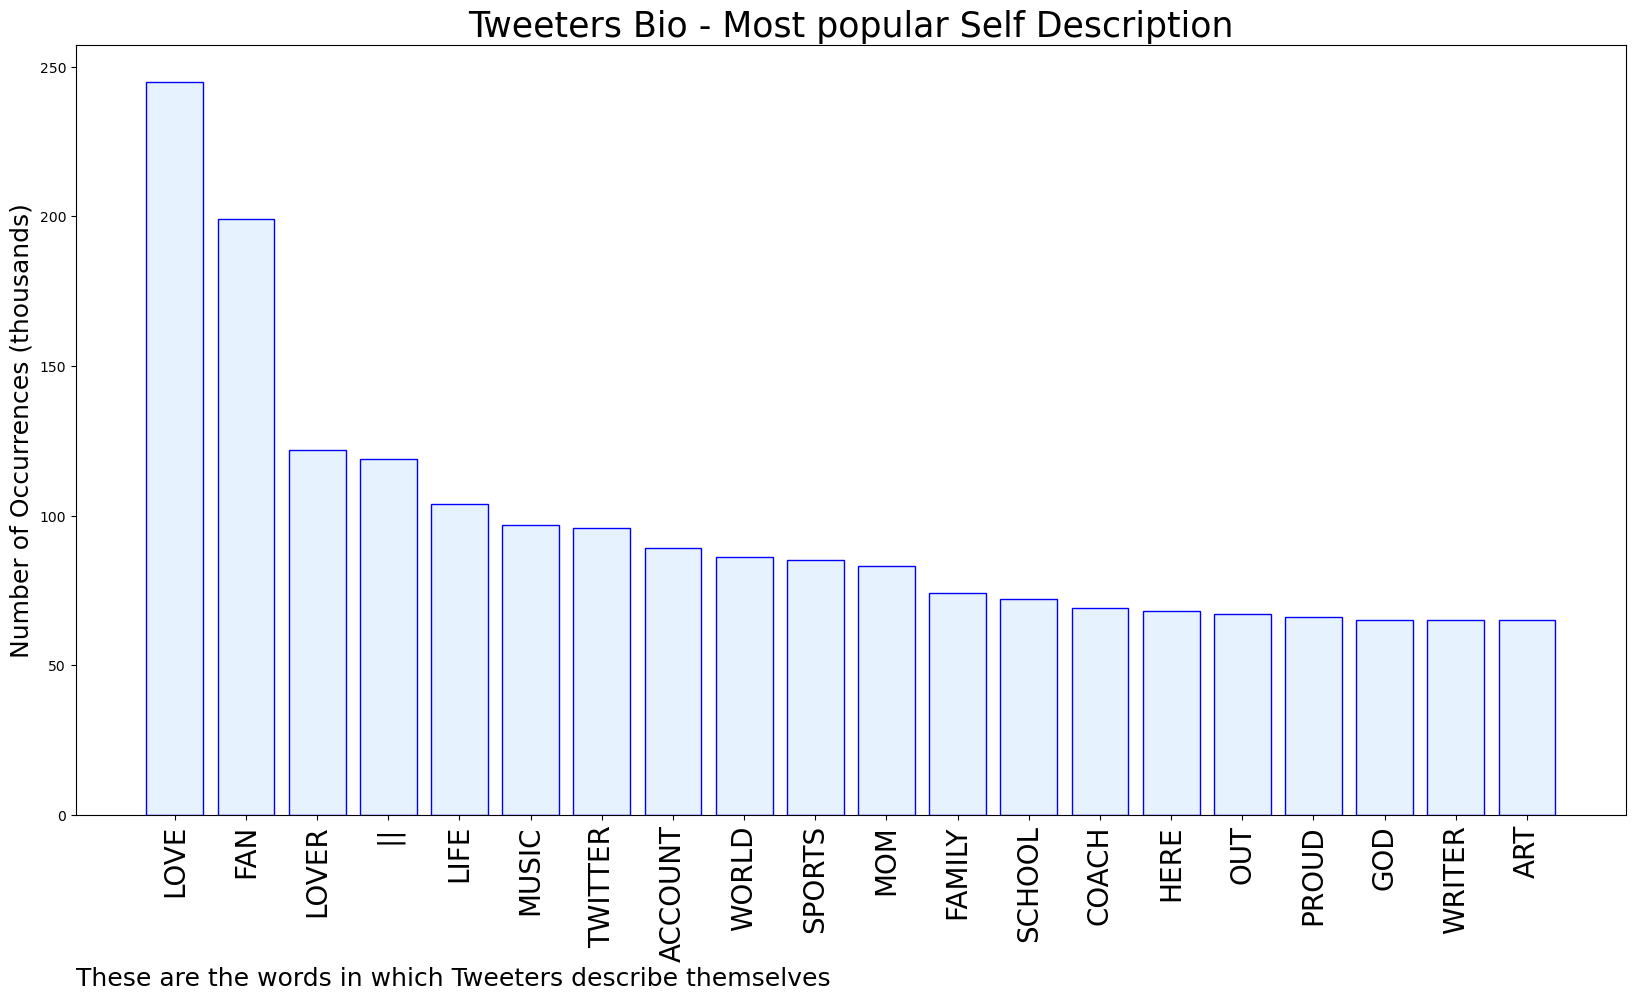 Tweeters Bio - Most popular Self Description
Number of Occurrences (thousands)
250
200
150
100
50
0
LOVE
FAN
LOVER
||
LIFE
MUSIC
TWITTER
ACCOUNT
WORLD
SPORTS
MOM
FAMILY
SCHOOL
COACH
HERE
OUT
PROUD
GOD
WRITER
ART
These are the words in which Tweeters describe themselves